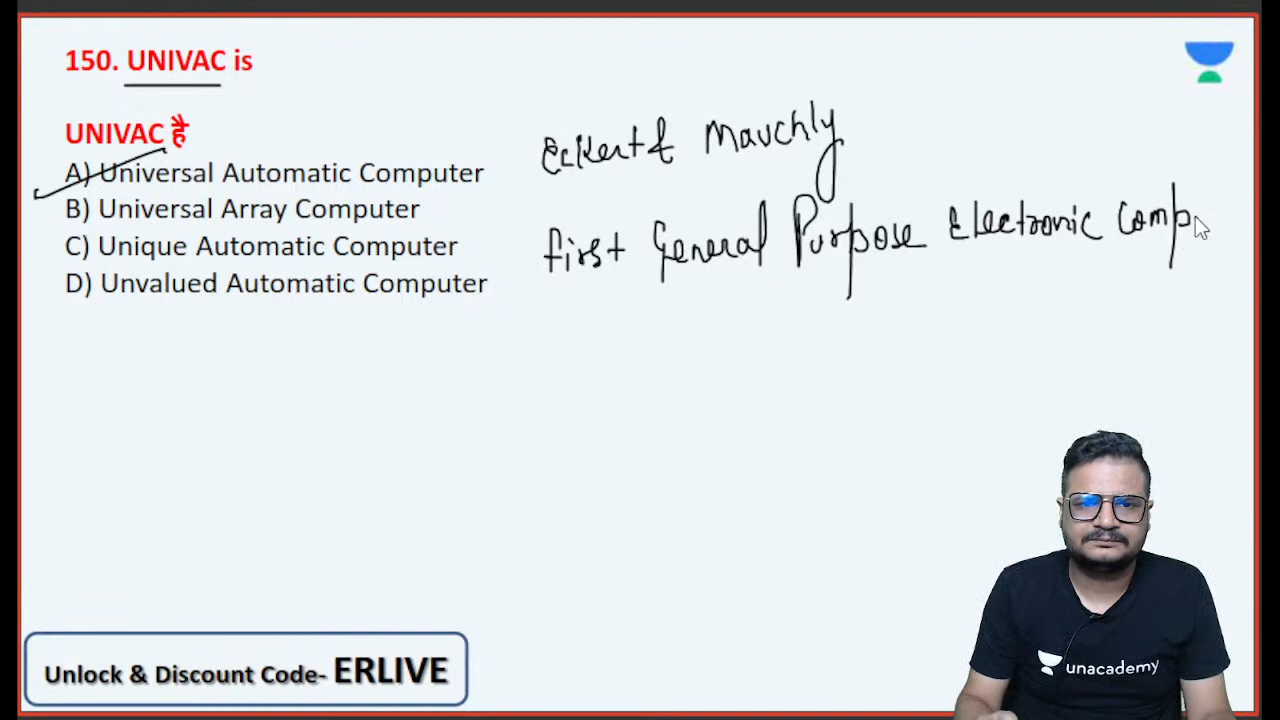 150. UNIVAC is
UNIVAC है
A) Universal Automatic Computer
B) Universal Array Computer
C) Unique Automatic Computer
D) Unvalued Automatic Computer
Eckert & Mauchly
first General Purpose Electronic Comp
Unlock & Discount Code- ERLIVE
unacademy